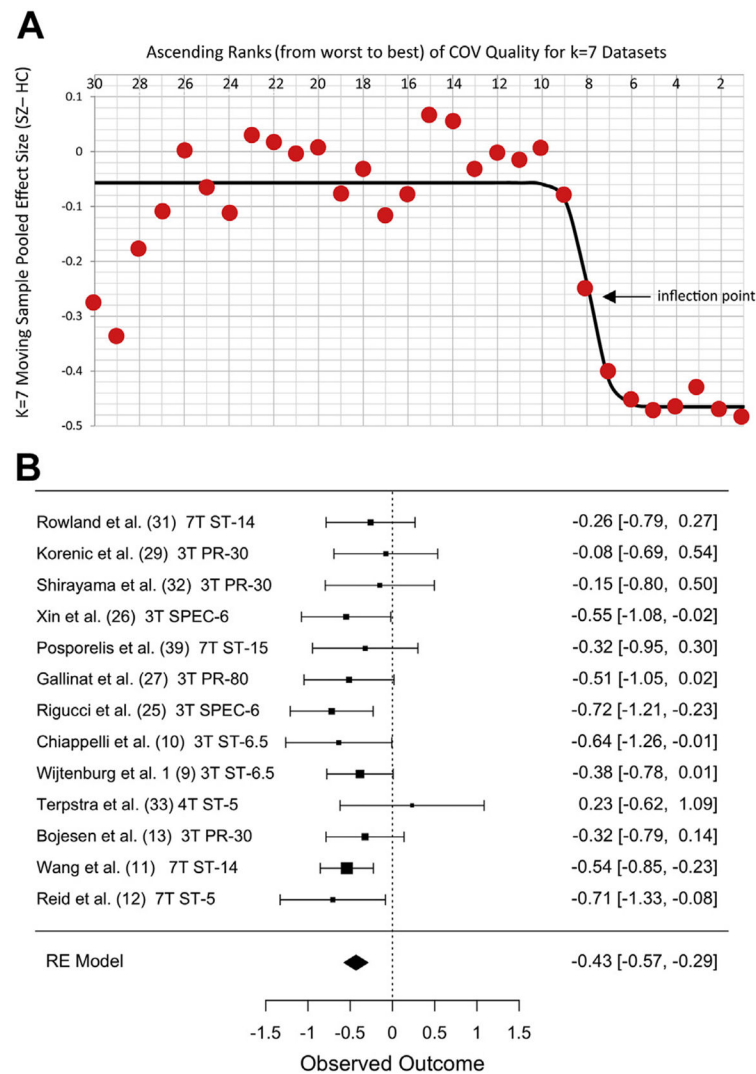 A
Ascending Ranks (from worst to best) of COV Quality for k=7 Datasets
30 28 26 24 22 20 18 16 14 12 10 8 6 4 2
K=7 Moving Sample Pooled Effect Size (SZ– HC)
0.1
0
-0.1
-0.2
-0.3
-0.4
-0.5
inflection point
B
Rowland et al. (31) 7T ST-14 -0.26 [-0.79, 0.27]
Korenic et al. (29) 3T PR-30 -0.08 [-0.69, 0.54]
Shirayama et al. (32) 3T PR-30 -0.15 [-0.80, 0.50]
Xin et al. (26) 3T SPEC-6 -0.55 [-1.08, -0.02]
Posporelis et al. (39) 7T ST-15 -0.32 [-0.95, 0.30]
Gallinat et al. (27) 3T PR-80 -0.51 [-1.05, 0.02]
Rigucci et al. (25) 3T SPEC-6 -0.72 [-1.21, -0.23]
Chiappelli et al. (10) 3T ST-6.5 -0.64 [-1.26, -0.01]
Wijtenburg et al. 1 (9) 3T ST-6.5 -0.38 [-0.78, 0.01]
Terpstra et al. (33) 4T ST-5 0.23 [-0.62, 1.09]
Bojesen et al. (13) 3T PR-30 -0.32 [-0.79, 0.14]
Wang et al. (11) 7T ST-14 -0.54 [-0.85, -0.23]
Reid et al. (12) 7T ST-5 -0.71 [-1.33, -0.08]
RE Model -0.43 [-0.57, -0.29]
-1.5 -1 -0.5 0 0.5 1 1.5
Observed Outcome